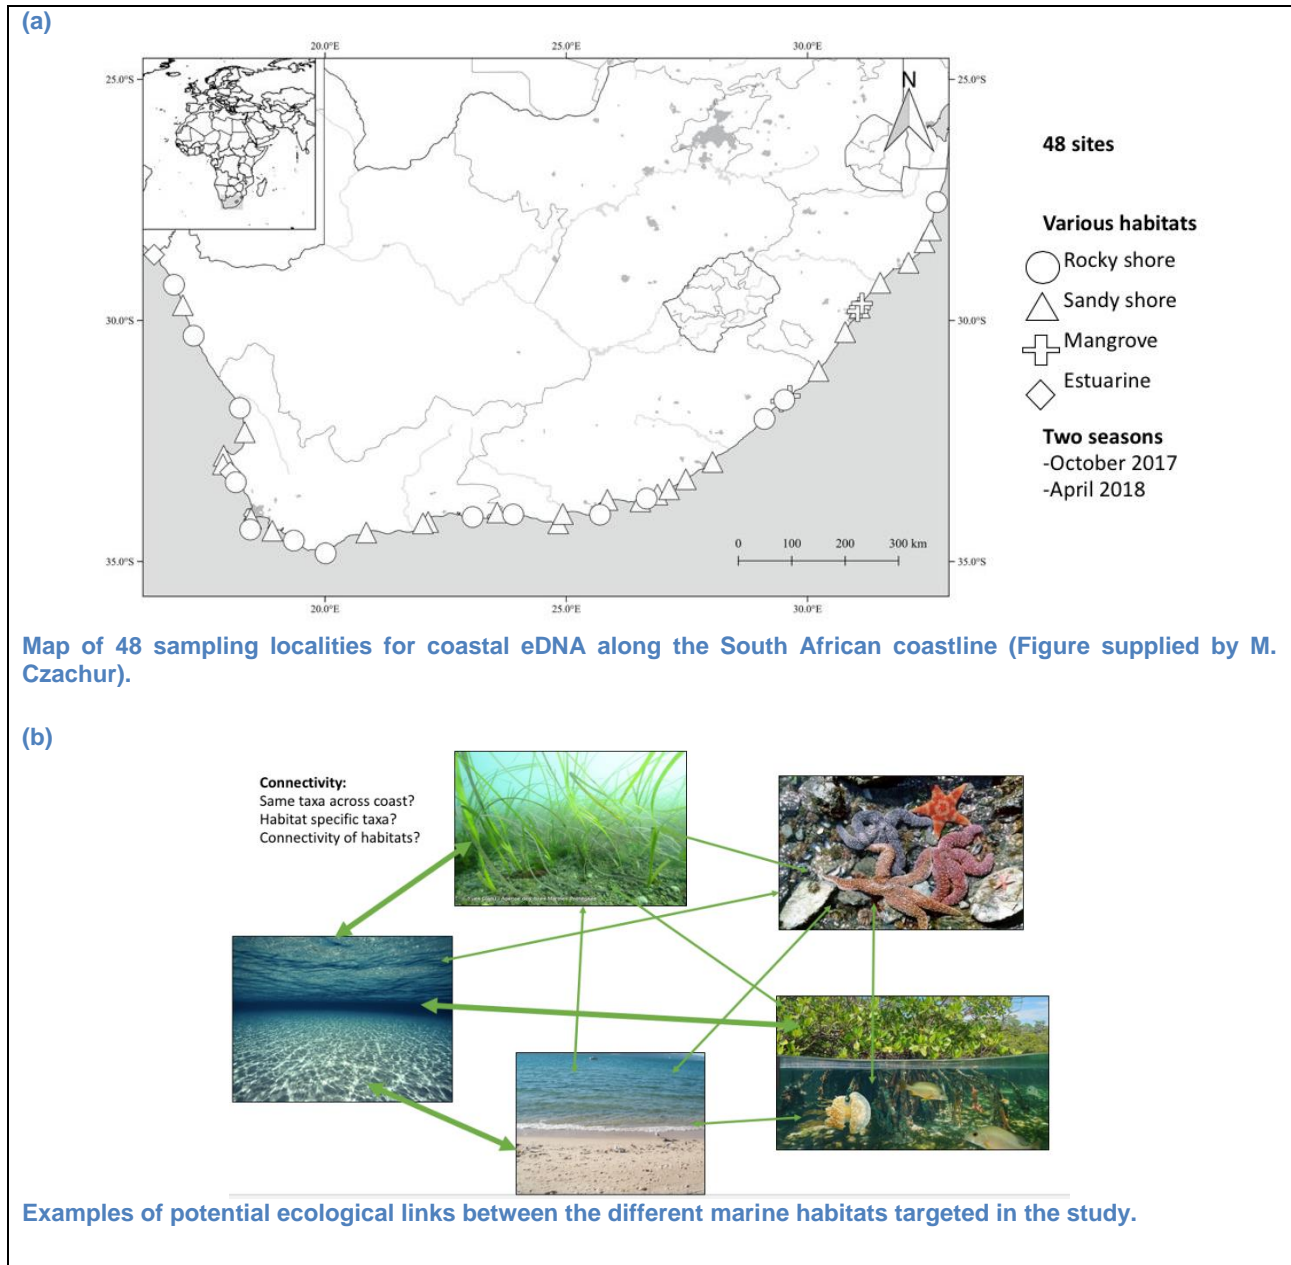 (a)
20.0°E 25.0°E 30.0°E
25.0°S 25.0°S
N
48 sites
Various habitats
Rocky shore
Sandy shore
30.0°S 30.0°S
Mangrove
Estuarine
Two seasons
-October 2017
-April 2018
0 100 200 300 km
35.0°S 35.0°S
20.0°E 25.0°E 30.0°E
Map of 48 sampling localities for coastal eDNA along the South African coastline (Figure supplied by M.
Czachur).
(b)
Connectivity:
Same taxa across coast?
Habitat specific taxa?
Connectivity of habitats?
Examples of potential ecological links between the different marine habitats targeted in the study.